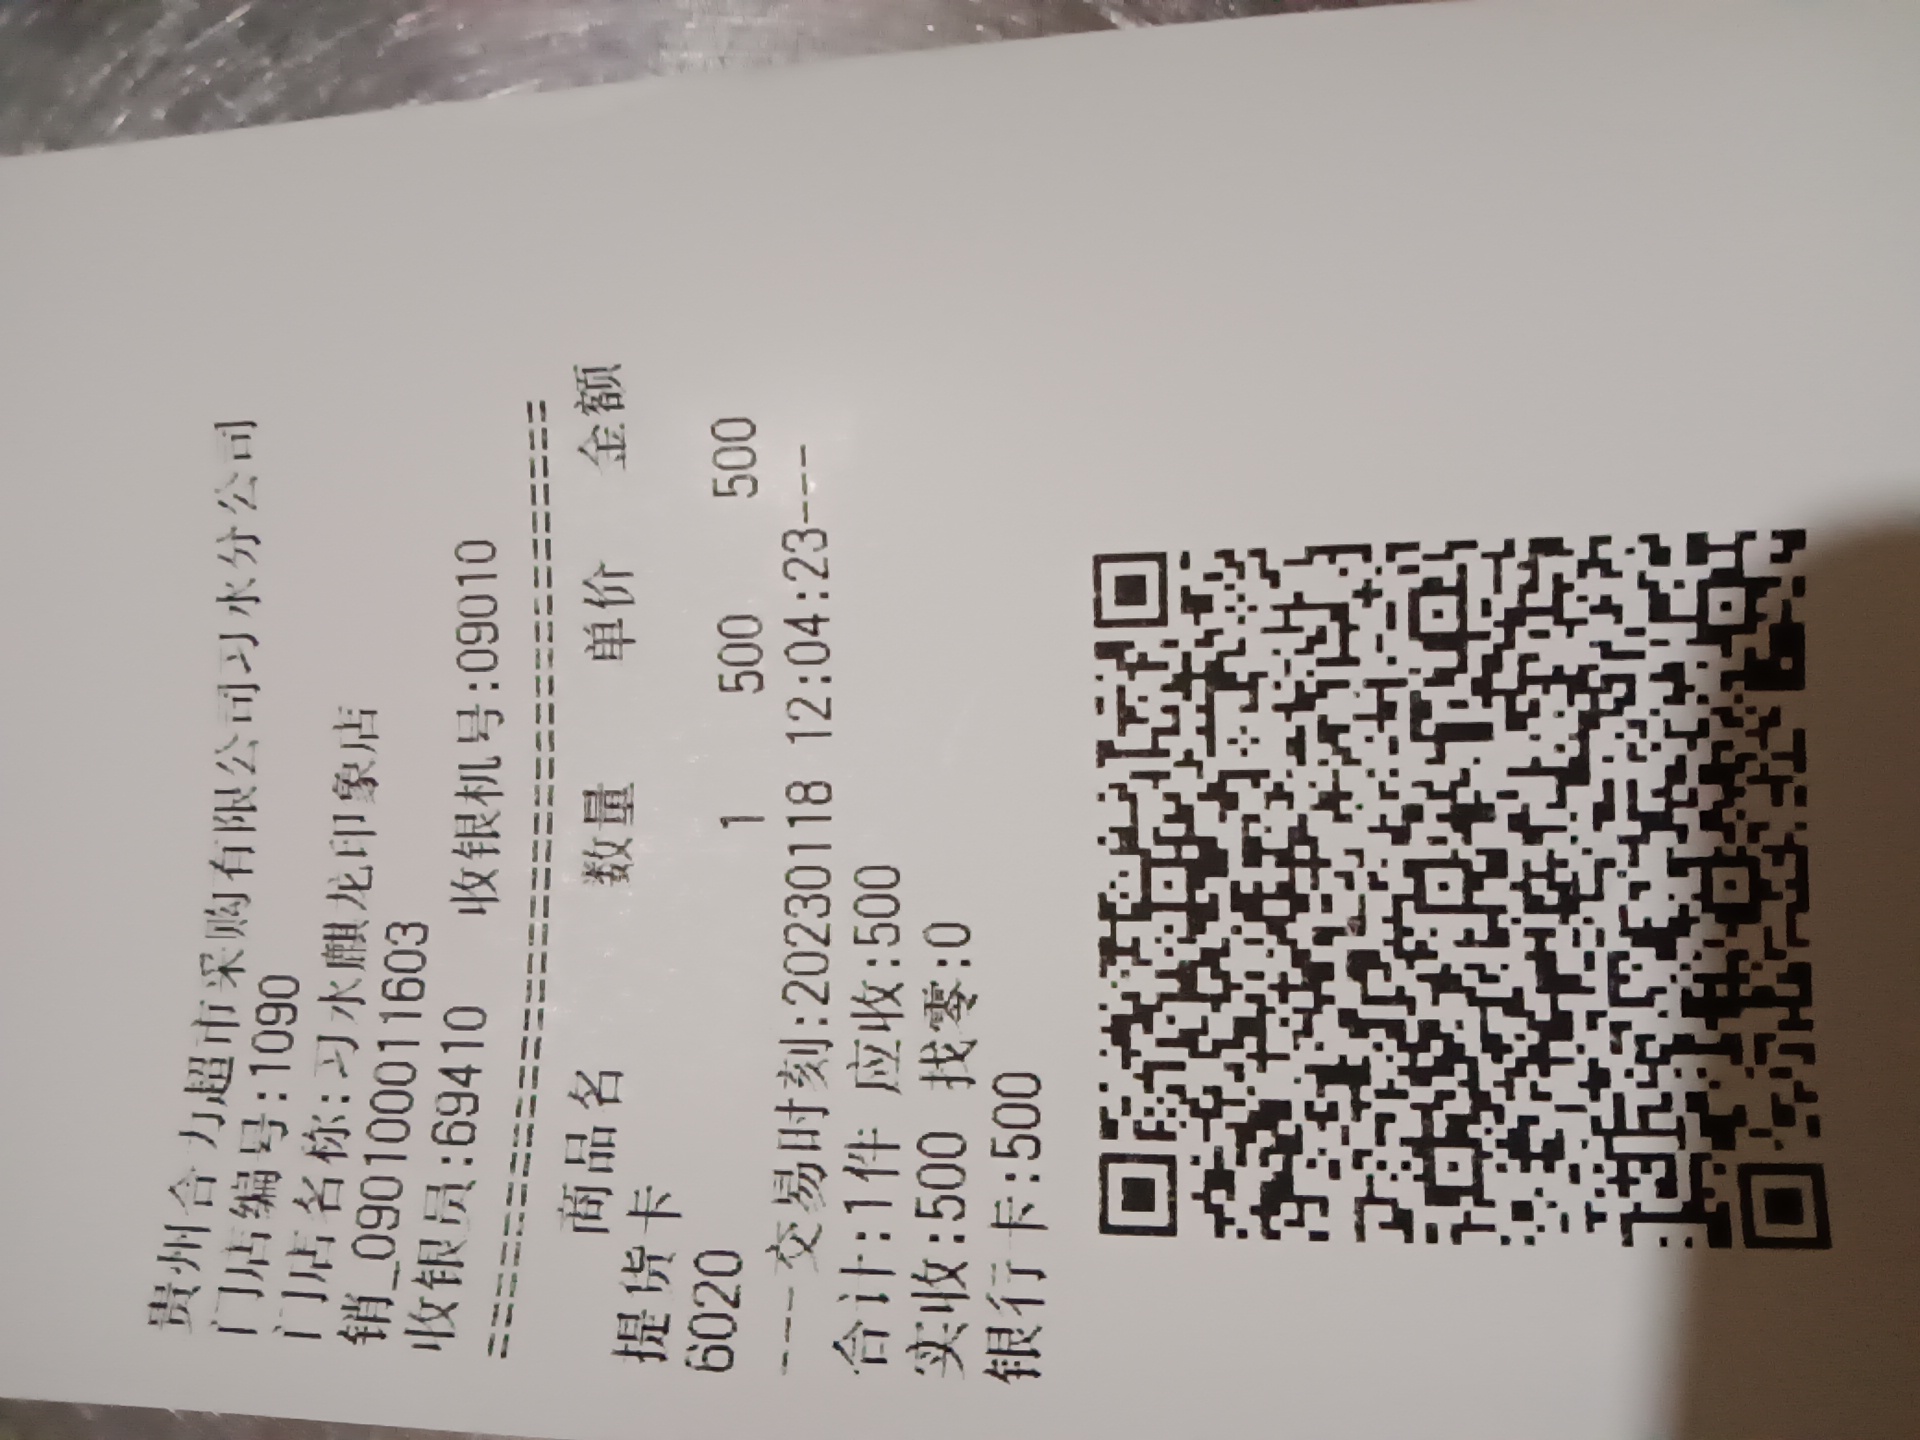 贵州合力超市采购有限公司习水分公司
门店编号:1090
门店名称:习水麒龙印象店
销_090100011603
收银员:69410 收银机号:09010
================================
商品名 数量 单价 金额
提货卡
6020 1 500 500
---交易时刻:20230118 12:04:23---
合计:1件 应收:500
实收:500 找零:0
银行卡:500